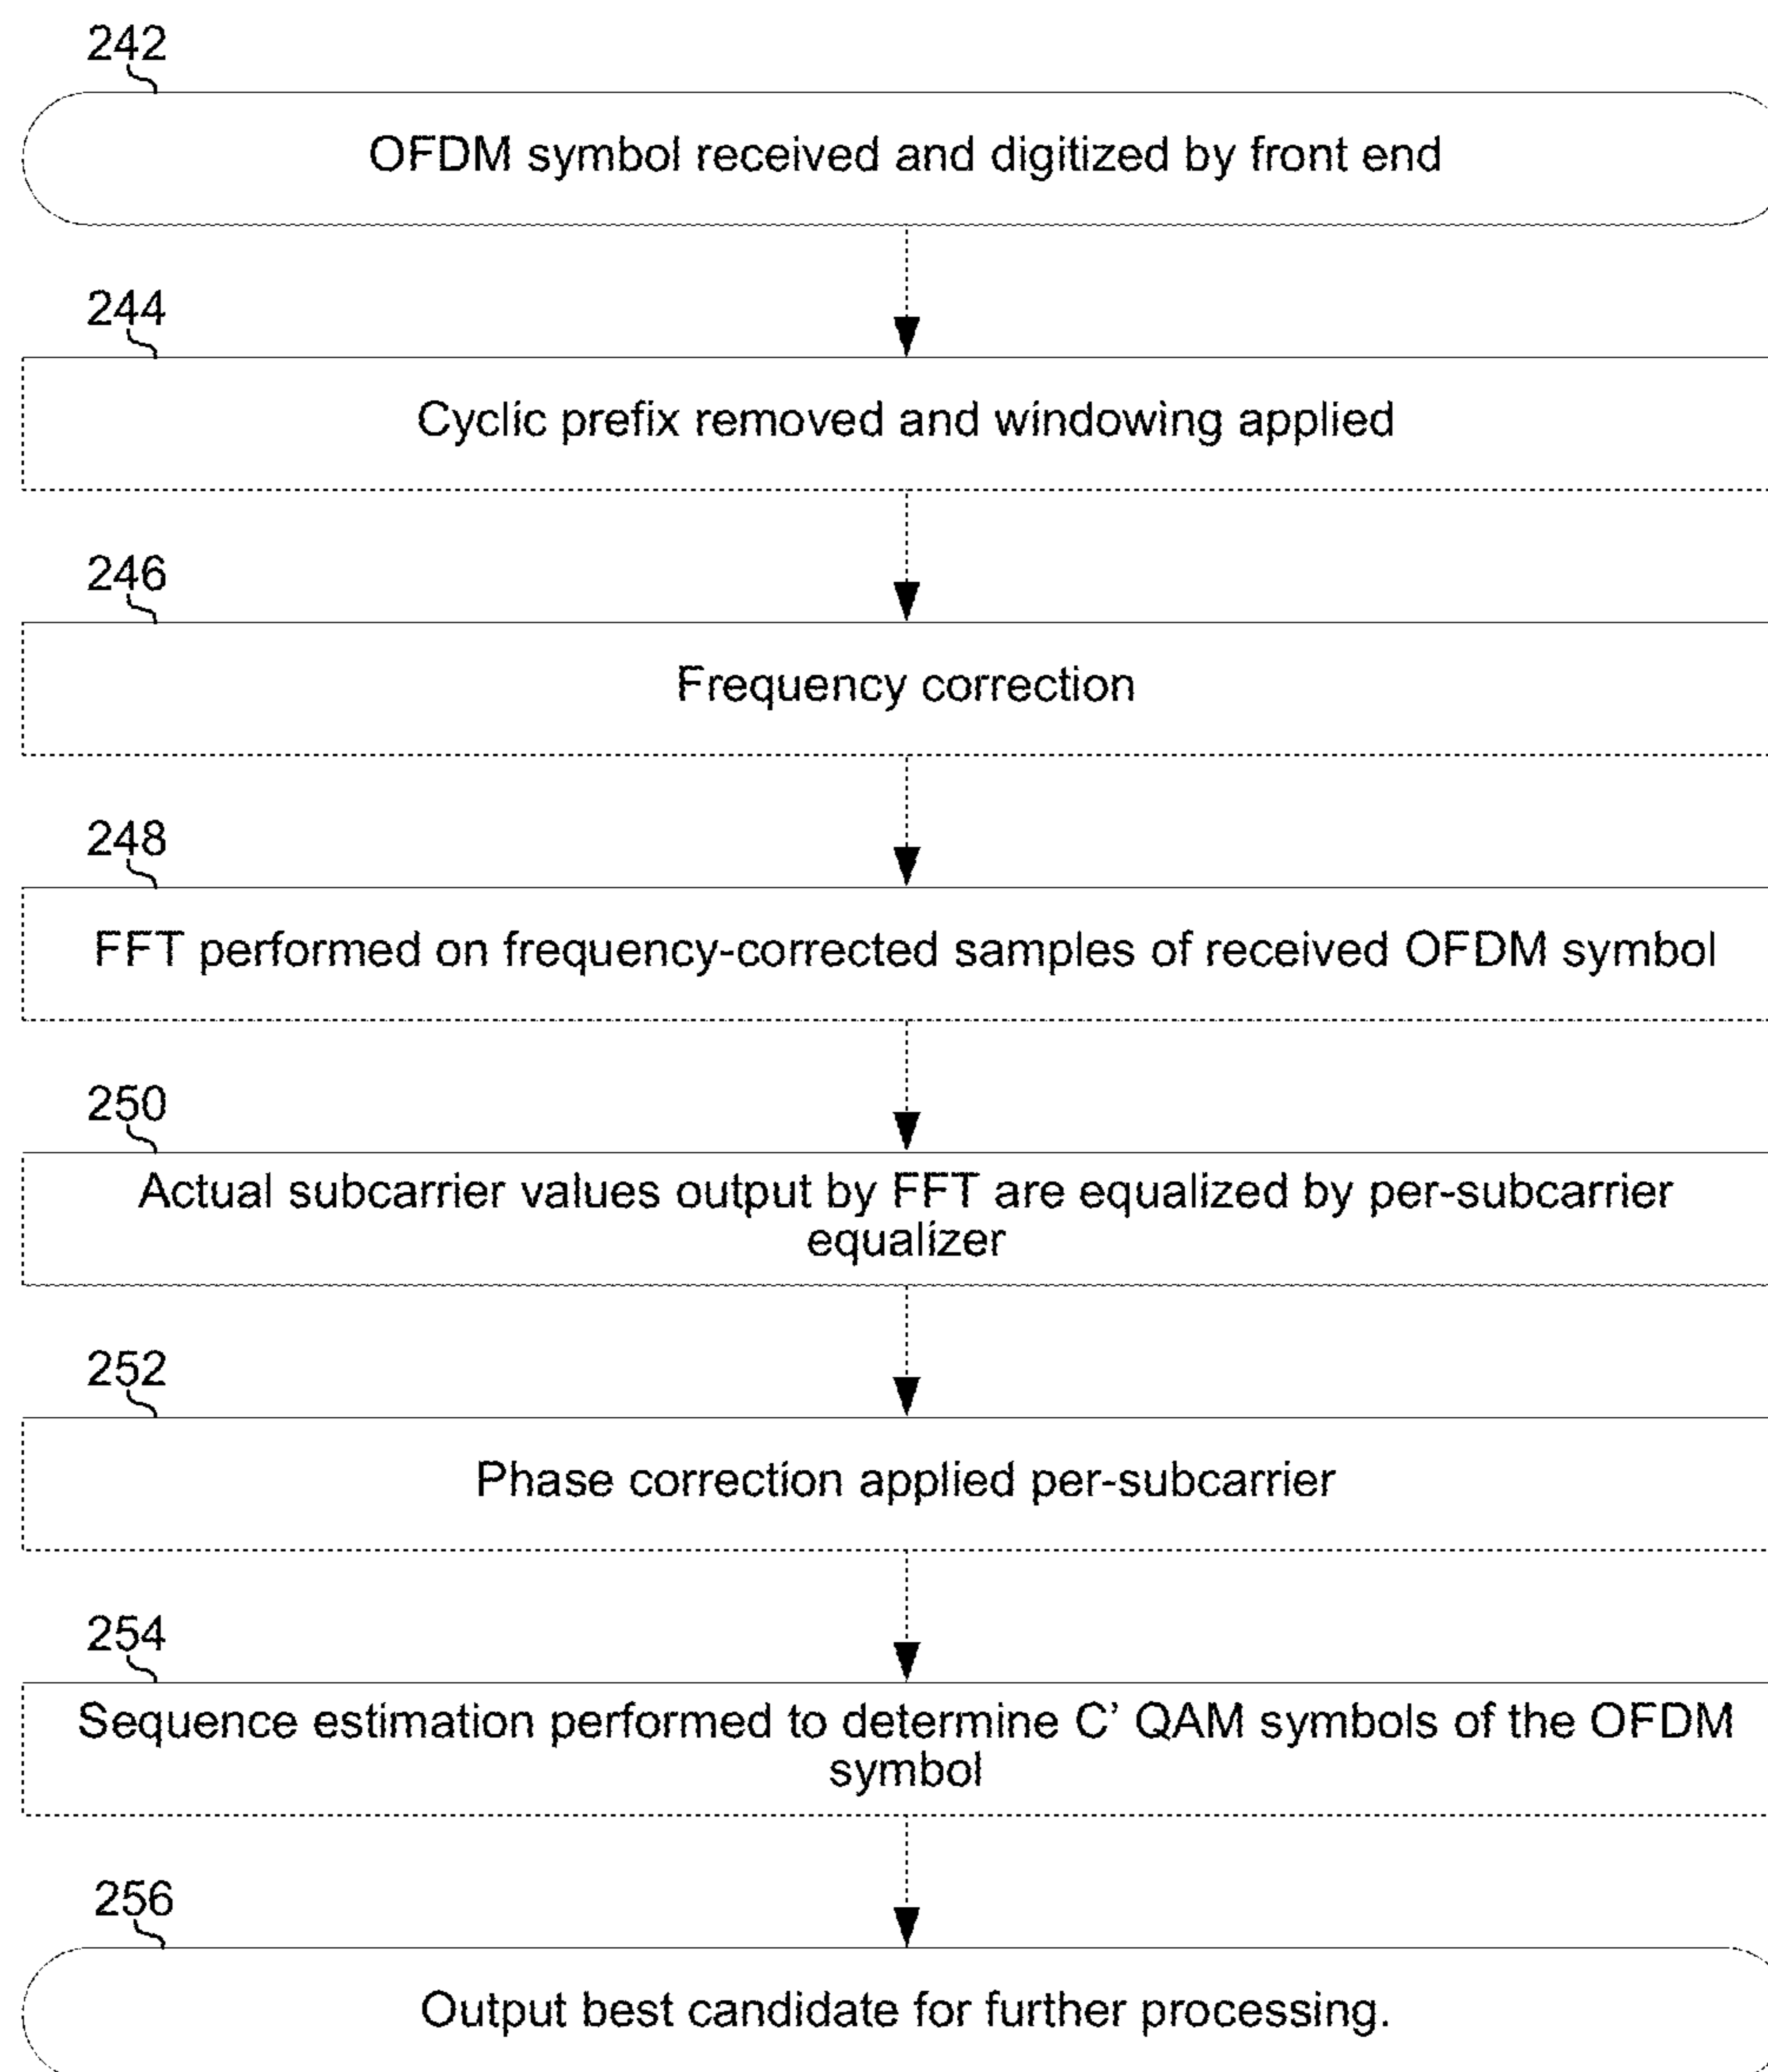 242
OFDM symbol received and digitized by front end
244
Cyclic prefix removed and windowing applied
246
Frequency correction
248
FFT performed on frequency-corrected samples of received OFDM symbol
250
Actual subcarrier values output by FFT are equalized by per-subcarrier
equalizer
252
Phase correction applied per-subcarrier
254
Sequence estimation performed to determine C' QAM symbols of the OFDM
symbol
256
Output best candidate for further processing.